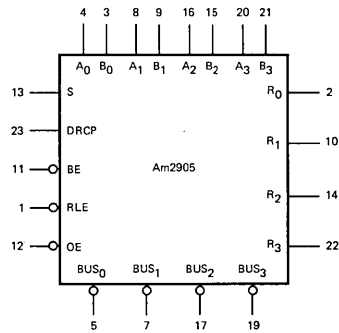 4 3 8 9 16 15 20 21
A0 B0 A1 B1 A2 B2 A3 B3
13 S R0 2
23 DRCP
R1 10
11 BE Am2905
R2 14
1 RLE
12 OE R3 22
BUS0 BUS1 BUS2 BUS3
5 7 17 19